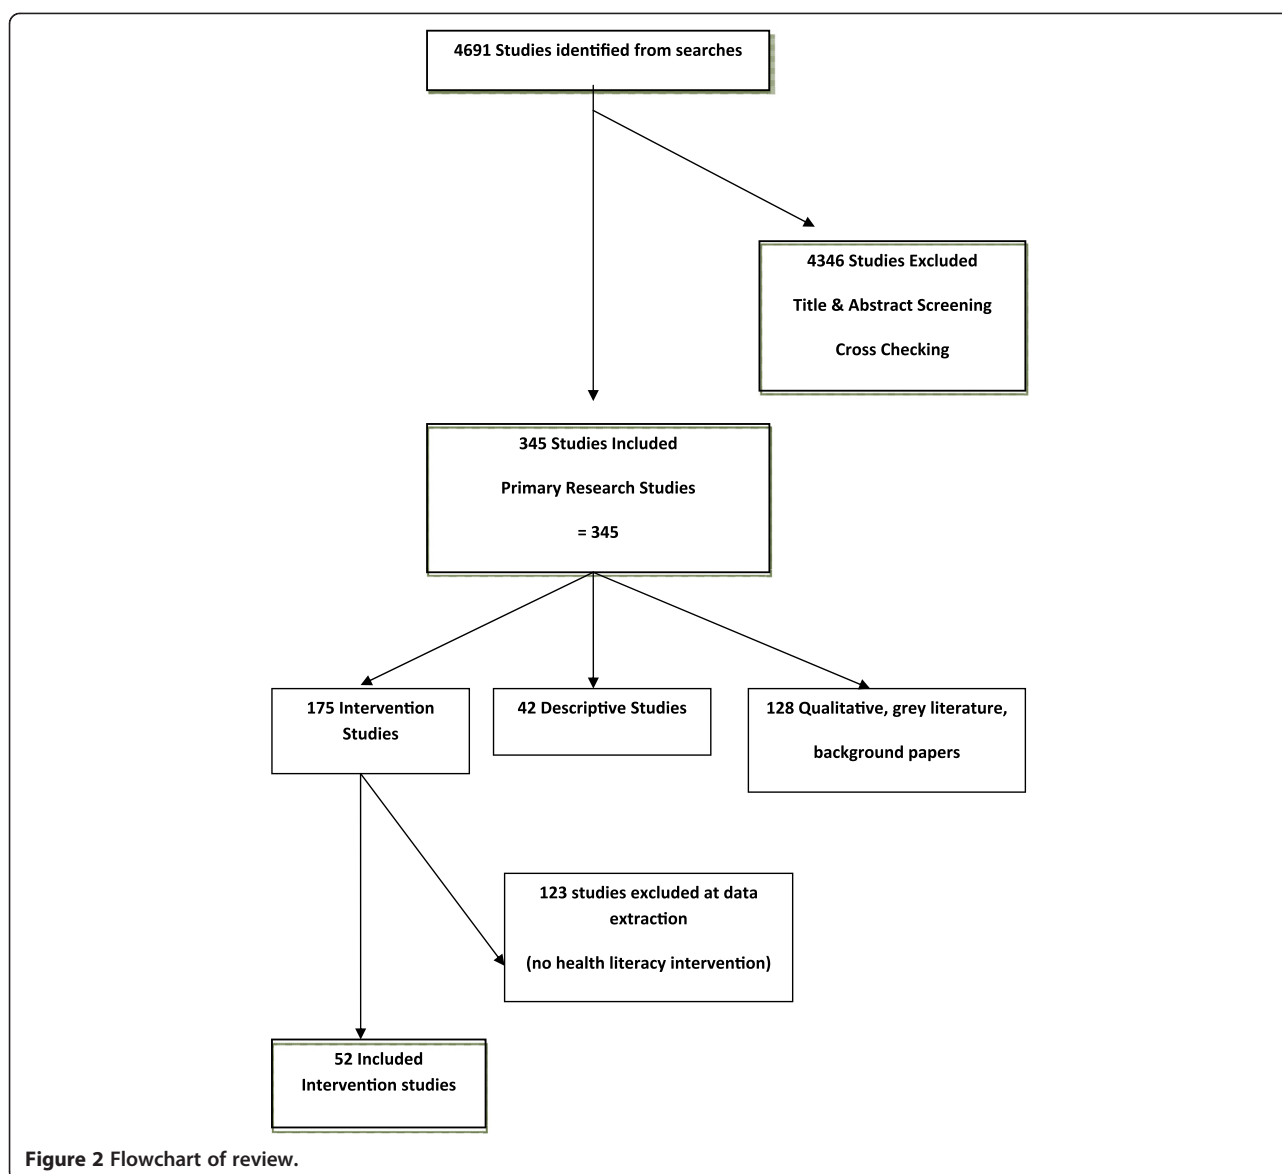 4691 Studies identified from searches
4346 Studies Excluded
Title & Abstract Screening
Cross Checking
345 Studies Included
Primary Research Studies
= 345
175 Intervention
Studies
42 Descriptive Studies
128 Qualitative, grey literature,
background papers
123 studies excluded at data
extraction
(no health literacy intervention)
52 Included
Intervention studies
Figure 2 Flowchart of review.